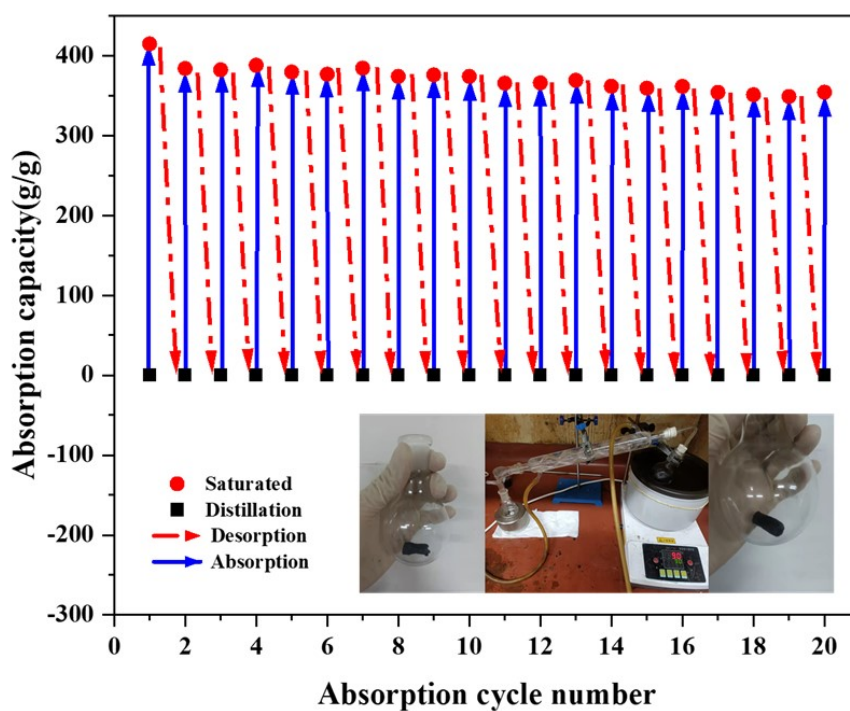 Absorption capacity(g/g)
400
300
200
100
0
-100
-200
-300
Saturated
Distillation
Desorption
Absorption
0 2 4 6 8 10 12 14 16 18 20
Absorption cycle number